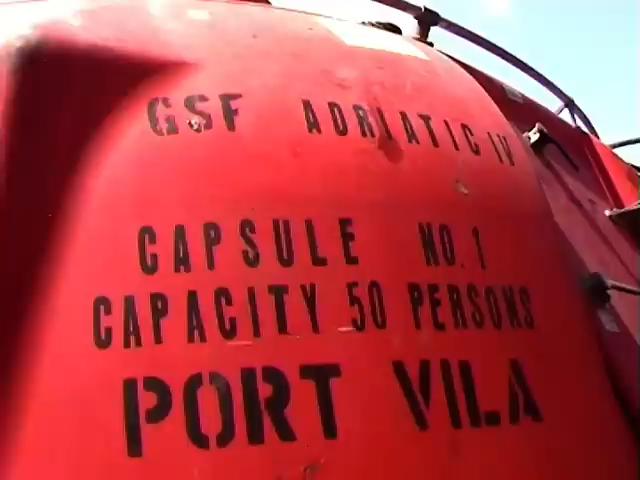 GSF ADRIATIC IV
CAPSULE NO. 1
CAPACITY 50 PERSONS
PORT VILA